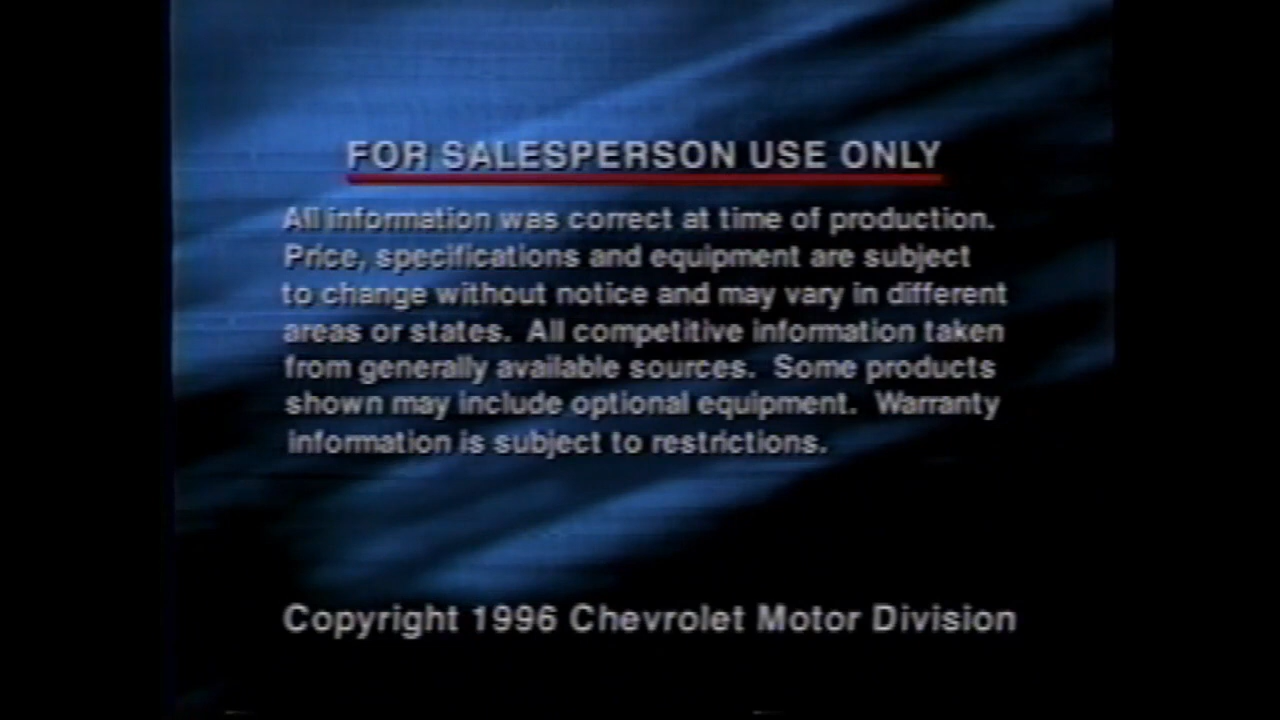 FOR SALESPERSON USE ONLY
All information was correct at time of production.
Price, specifications and equipment are subject
to change without notice and may vary in different
areas or states. All competitive information taken
from generally available sources. Some products
shown may include optional equipment. Warranty
information is subject to restrictions.
Copyright 1996 Chevrolet Motor Division